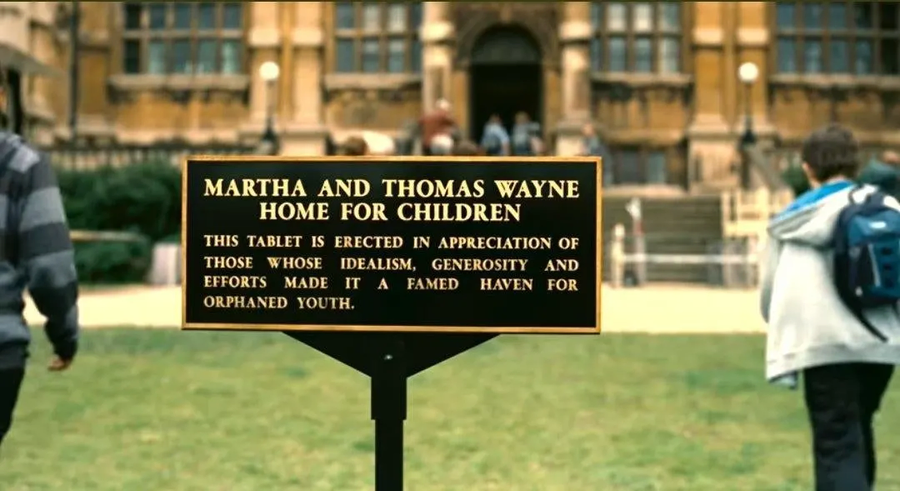 MARTHA AND THOMAS WAYNE
HOME FOR CHILDREN
THIS TABLET IS ERECTED IN APPRECIATION OF
THOSE WHOSE IDEALISM, GENEROSITY AND
EFFORTS MADE IT A FAMED HAVEN FOR
ORPHANED YOUTH.